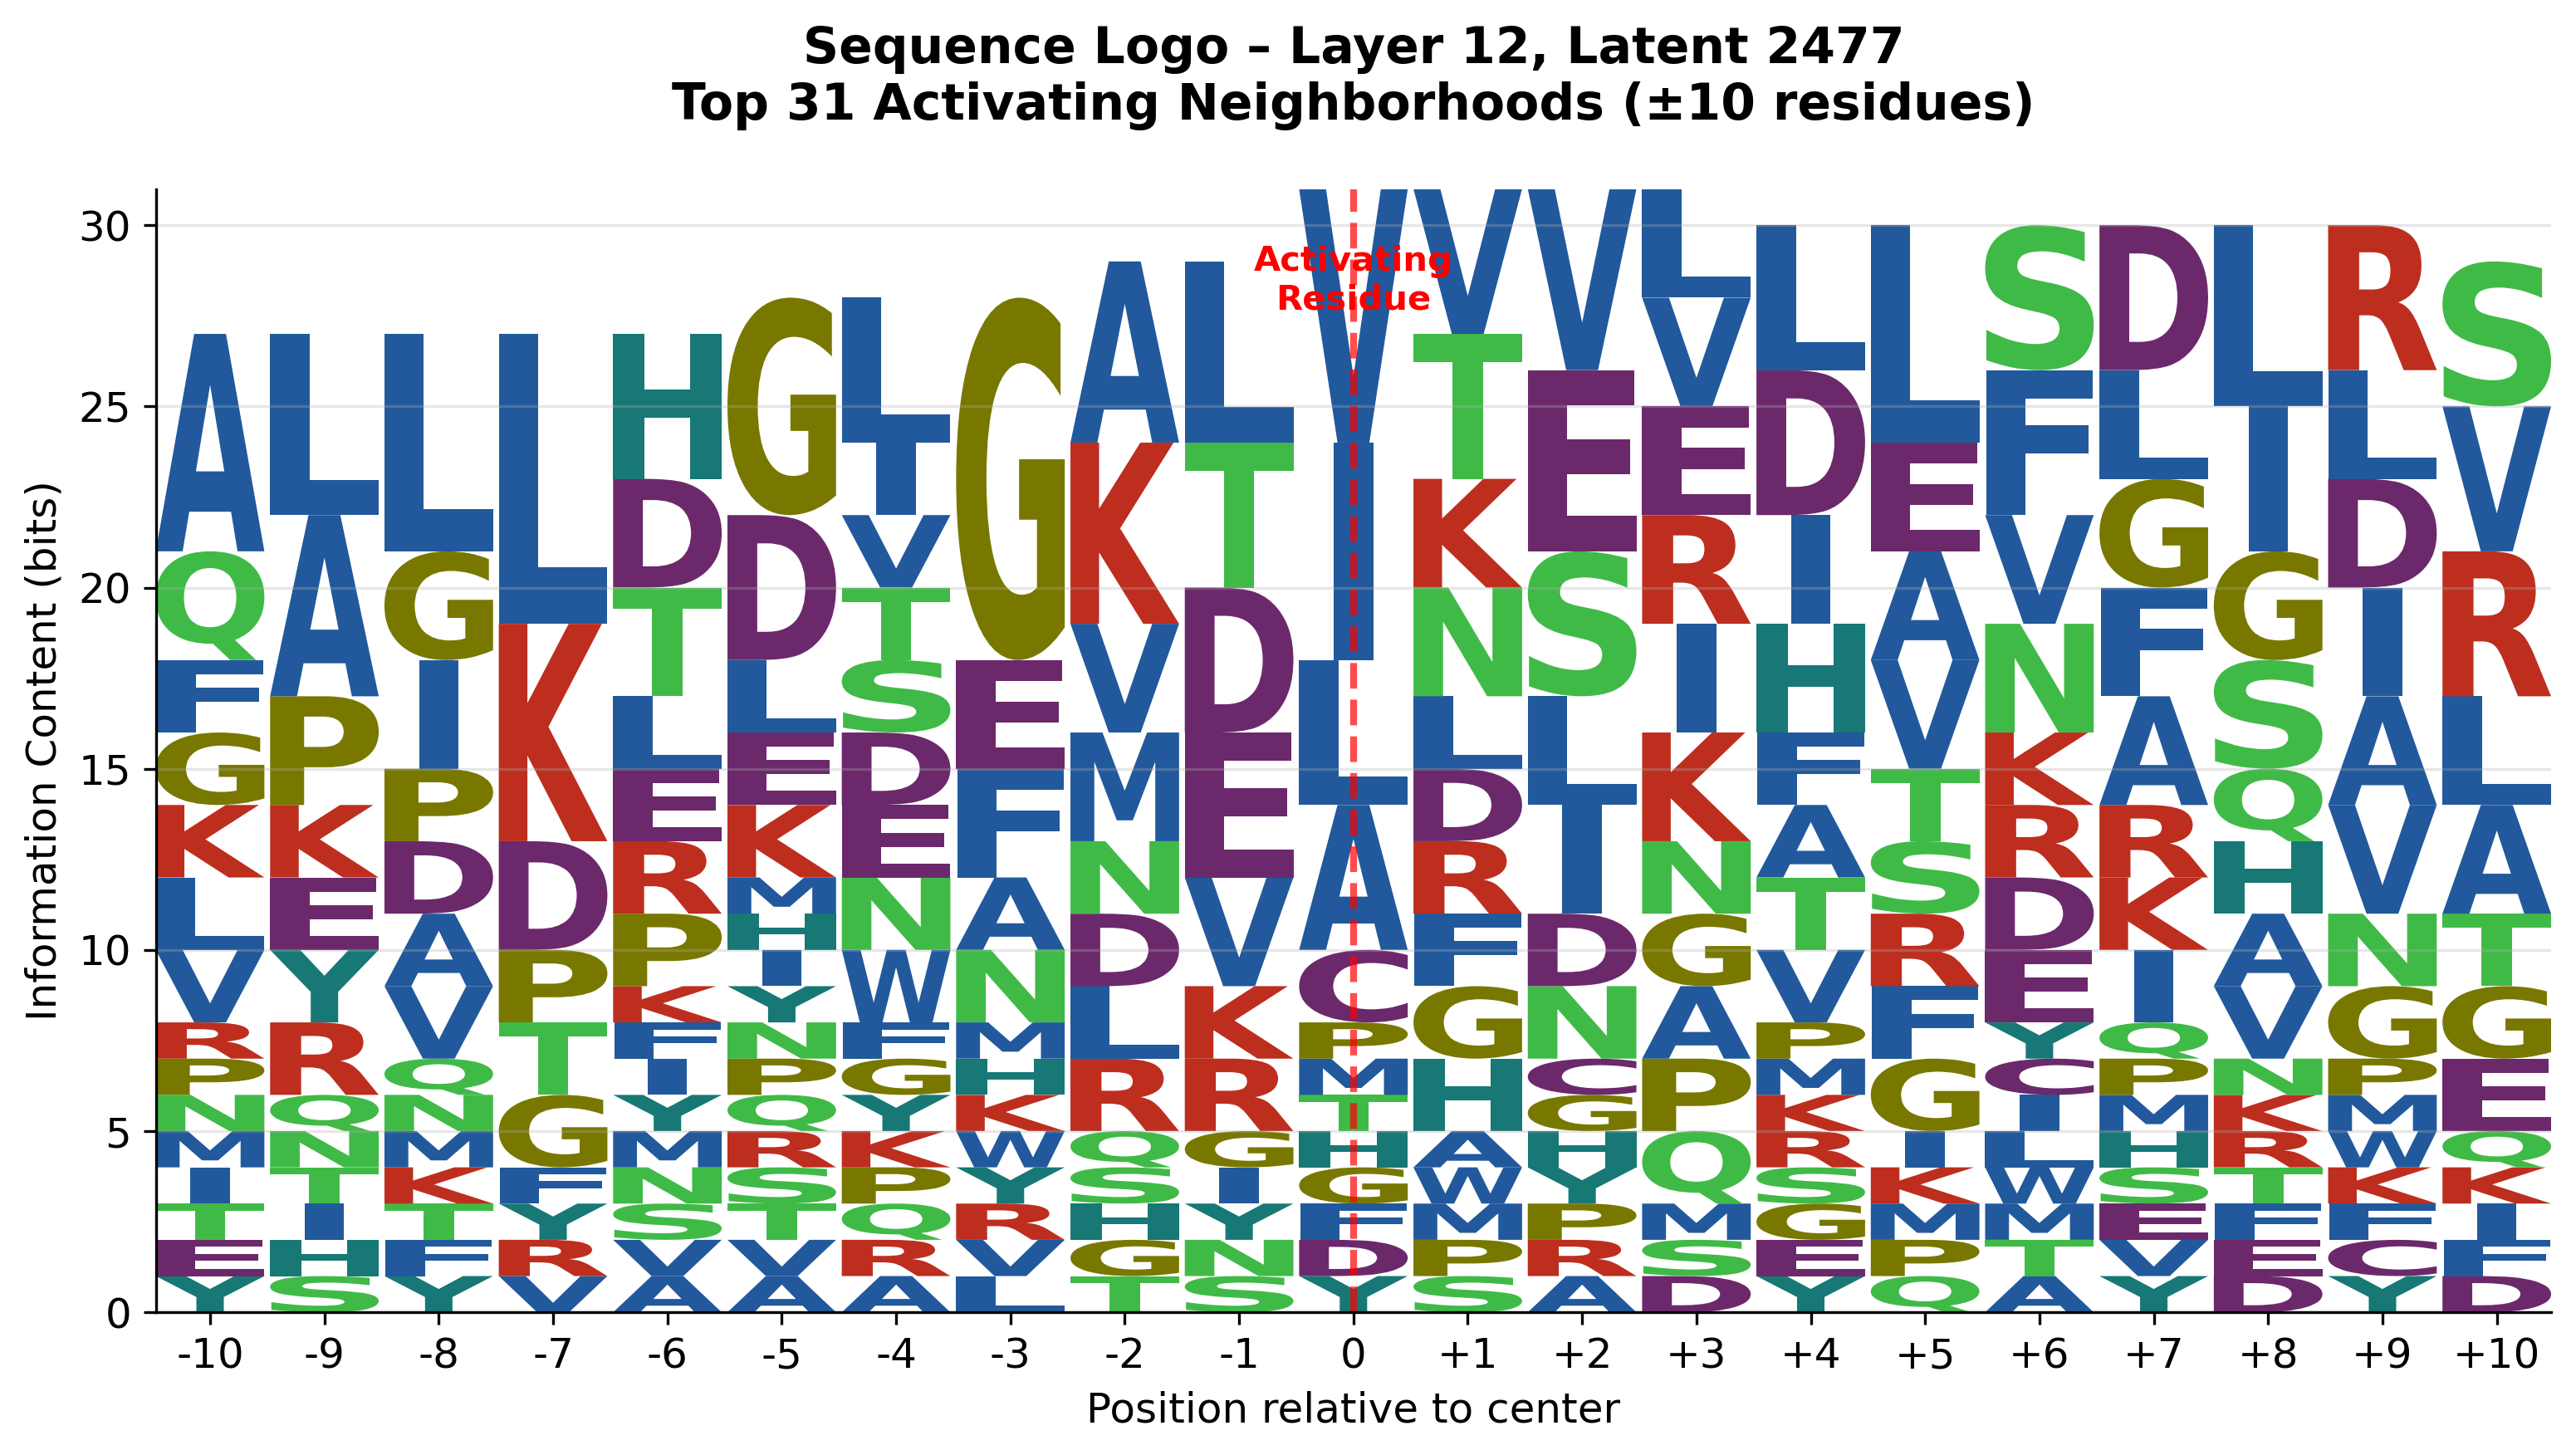 Sequence Logo – Layer 12, Latent 2477
Top 31 Activating Neighborhoods (±10 residues)
Activating
Residue
Information Content (bits)
30
25
20
15
10
5
0
A L L L H G L G A L V V V L L L S D L R S
Q A G K D D I E K T I T E V D E F L I L V
F P I D T L V F V D L K S E I A V G G D R
G K P P L E T A M E A N L R H V N F S I L
K E D T E K S N N V C L I I F T K A Q A A
L Y A G R M D M D K P D D K A S R R H V T
V R V F P H E H L R M R N N T R D K A N G
R Q Q Y K I N K R G T F C G V F E I V G E
P N N R F Y W W Q I H G G A P G Y Q N P Q
N T M V I N F Y S Y G H H P M I C P K M K
M I K Y P G R H N F A Y Q K K I M R W I
I H T M Q Y V G S D W P M R M L H T K F
T S F N R K L T Y M R S S P W S F F D
E Y S S P P A D G Q M E E C
Y V T Q S E T V D Y
A V R Y A Y
A A
-10 -9 -8 -7 -6 -5 -4 -3 -2 -1 0 +1 +2 +3 +4 +5 +6 +7 +8 +9 +10
Position relative to center